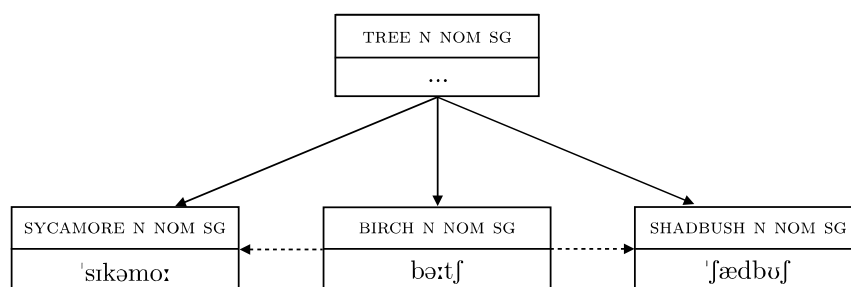 TREE N NOM SG
...
SYCAMORE N NOM SG
BIRCH N NOM SG
SHADBUSH N NOM SG
ˈsɪkəmoː
bəːtʃ
ˈʃædbʊʃ